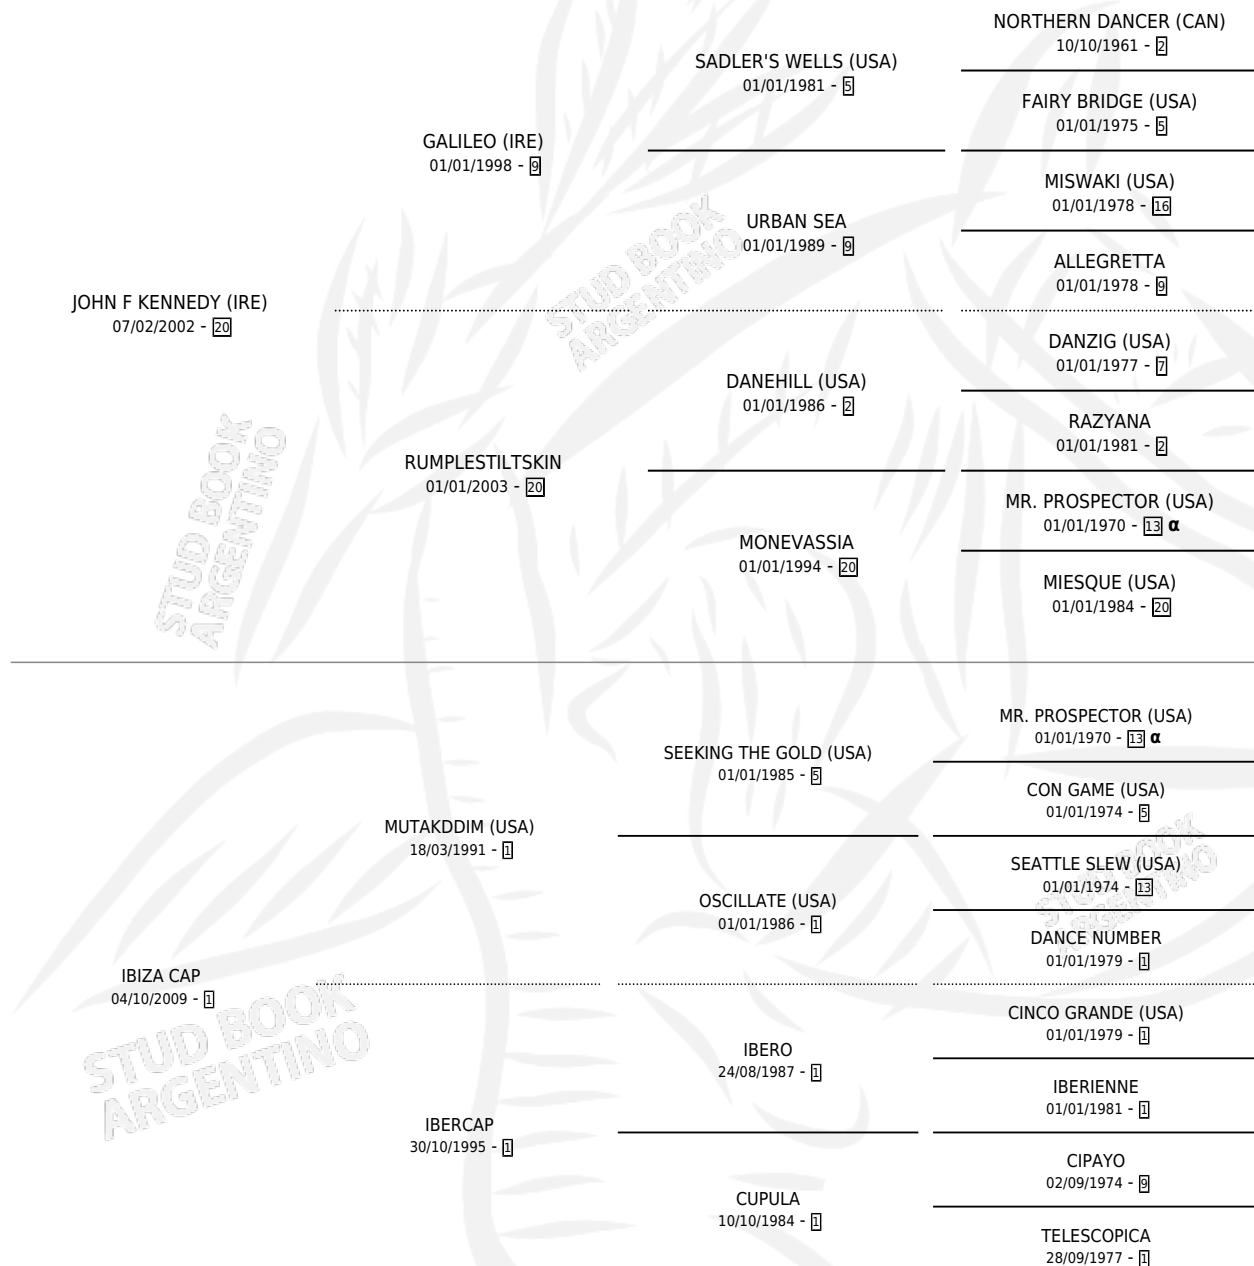 NORTHERN DANCER (CAN)
10/10/1961 - 2
SADLER'S WELLS (USA)
01/01/1981 - 5
FAIRY BRIDGE (USA)
01/01/1975 - 5
GALILEO (IRE)
01/01/1998 - 9
MISWAKI (USA)
01/01/1978 - 16
URBAN SEA
01/01/1989 - 9
ALLEGRETTA
01/01/1978 - 9
JOHN F KENNEDY (IRE)
07/02/2002 - 20
DANZIG (USA)
01/01/1977 - 7
DANEHILL (USA)
01/01/1986 - 2
RAZYANA
01/01/1981 - 2
RUMPLESTILTSKIN
01/01/2003 - 20
MR. PROSPECTOR (USA)
01/01/1970 - 13 α
MONEVASSIA
01/01/1994 - 20
MIESQUE (USA)
01/01/1984 - 20
MR. PROSPECTOR (USA)
01/01/1970 - 13 α
SEEKING THE GOLD (USA)
01/01/1985 - 5
CON GAME (USA)
01/01/1974 - 5
MUTAKDDIM (USA)
18/03/1991 - 1
SEATTLE SLEW (USA)
01/01/1974 - 13
OSCILLATE (USA)
01/01/1986 - 1
DANCE NUMBER
01/01/1979 - 1
IBIZA CAP
04/10/2009 - 1
CINCO GRANDE (USA)
01/01/1979 - 1
IBERO
24/08/1987 - 1
IBERIENNE
01/01/1981 - 1
IBERCAP
30/10/1995 - 1
CIPAYO
02/09/1974 - 9
CUPULA
10/10/1984 - 1
TELESCOPICA
28/09/1977 - 1
STUD BOOK
ARGENTINO
STUD BOOK
ARGENTINO
STUD BOOK
ARGENTINO
STUD BOOK
ARGENTINO